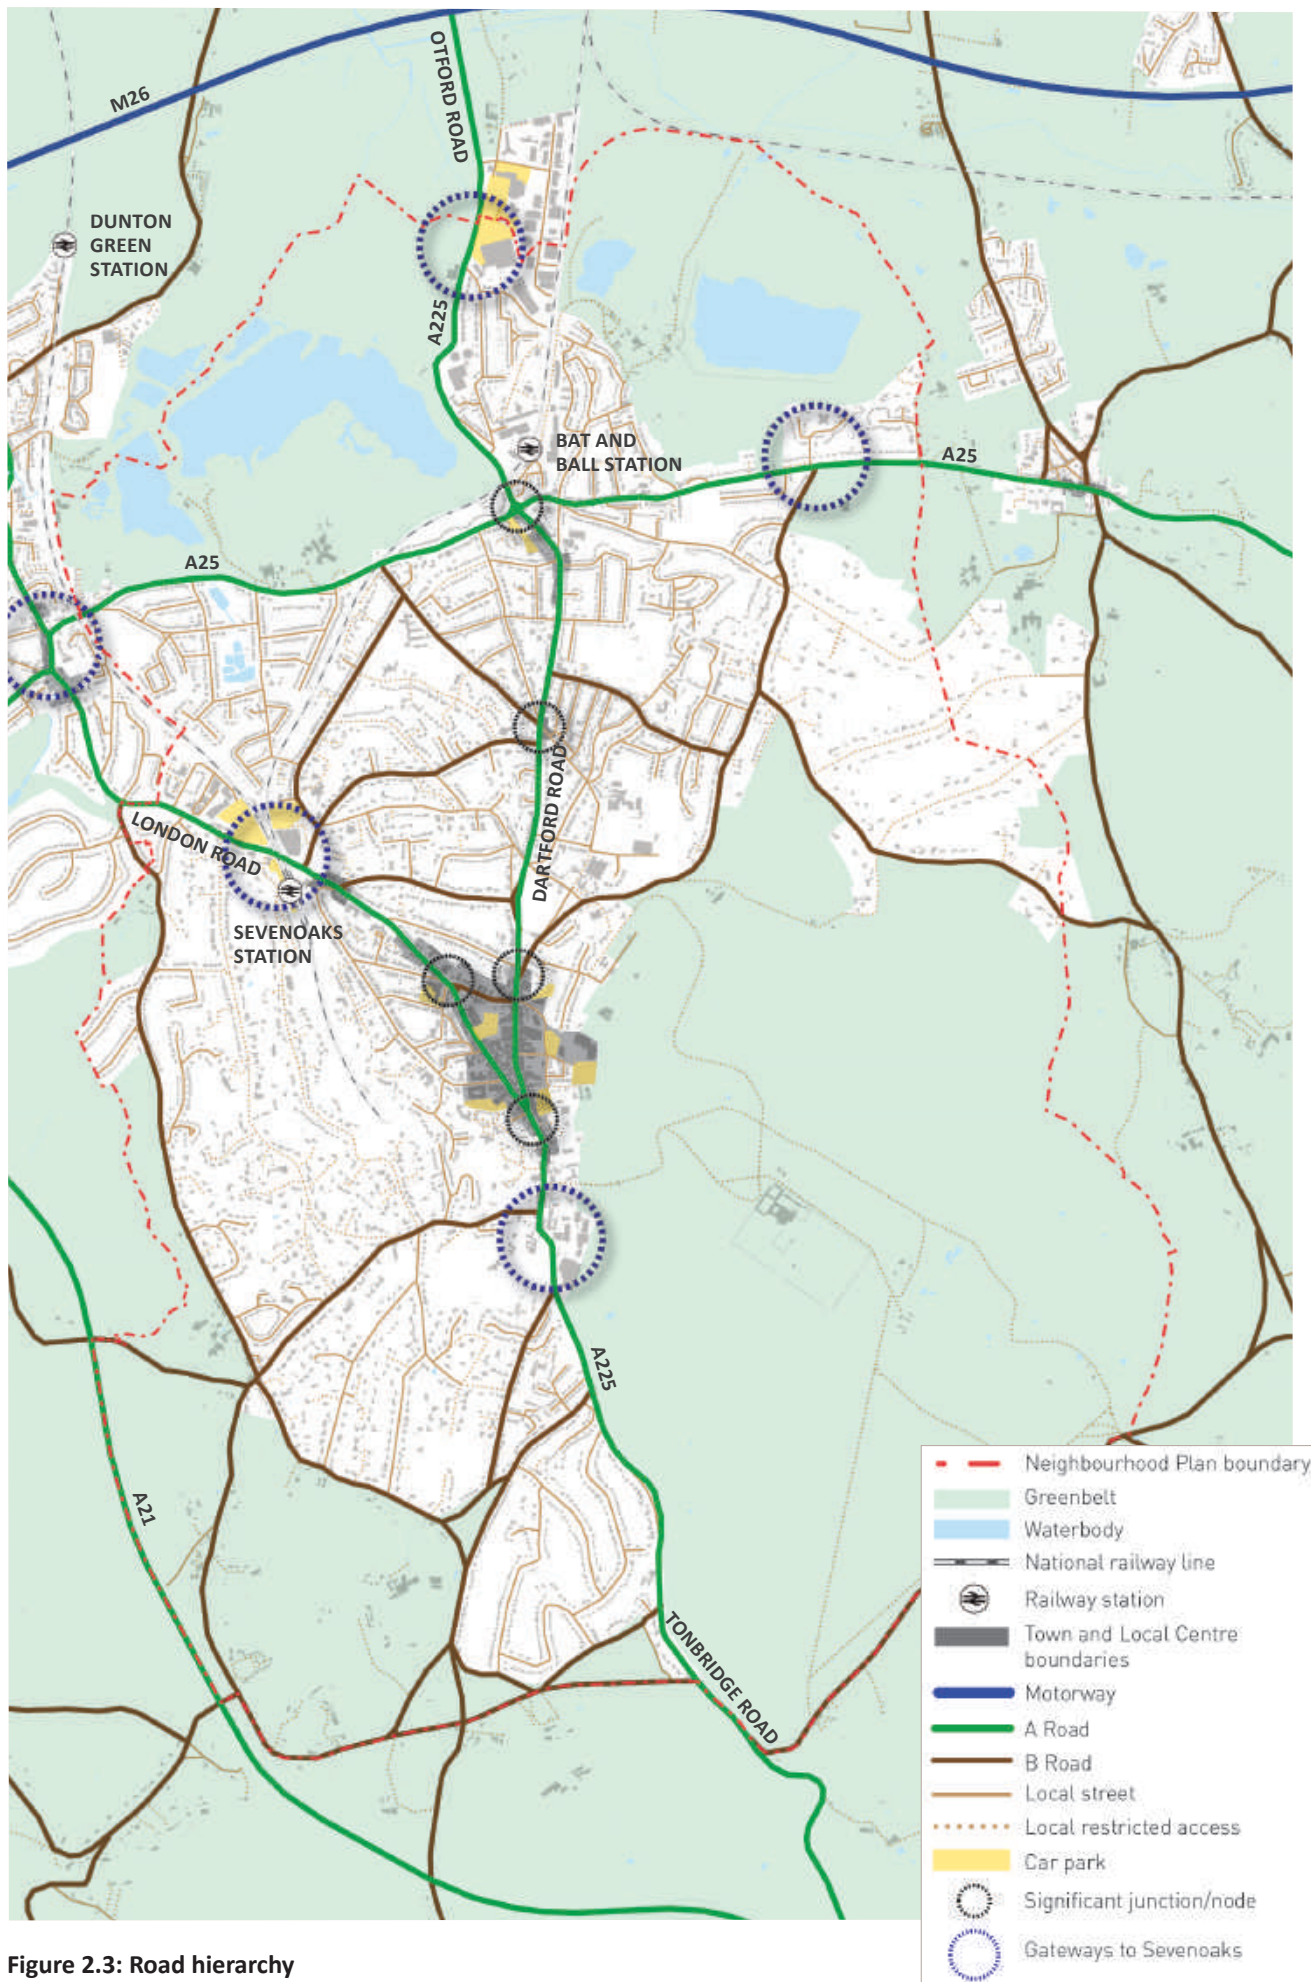 M26
OTFORD ROAD
DUNTON
GREEN
STATION
A225
BAT AND
BALL STATION
A25
A25
LONDON ROAD
DARTFORD ROAD
SEVENOAKS
STATION
A225
A21
TONBRIDGE ROAD
Neighbourhood Plan boundary
Greenbelt
Waterbody
National railway line
Railway station
Town and Local Centre
boundaries
Motorway
A Road
B Road
Local street
Local restricted access
Car park
Significant junction/node
Gateways to Sevenoaks
Figure 2.3: Road hierarchy